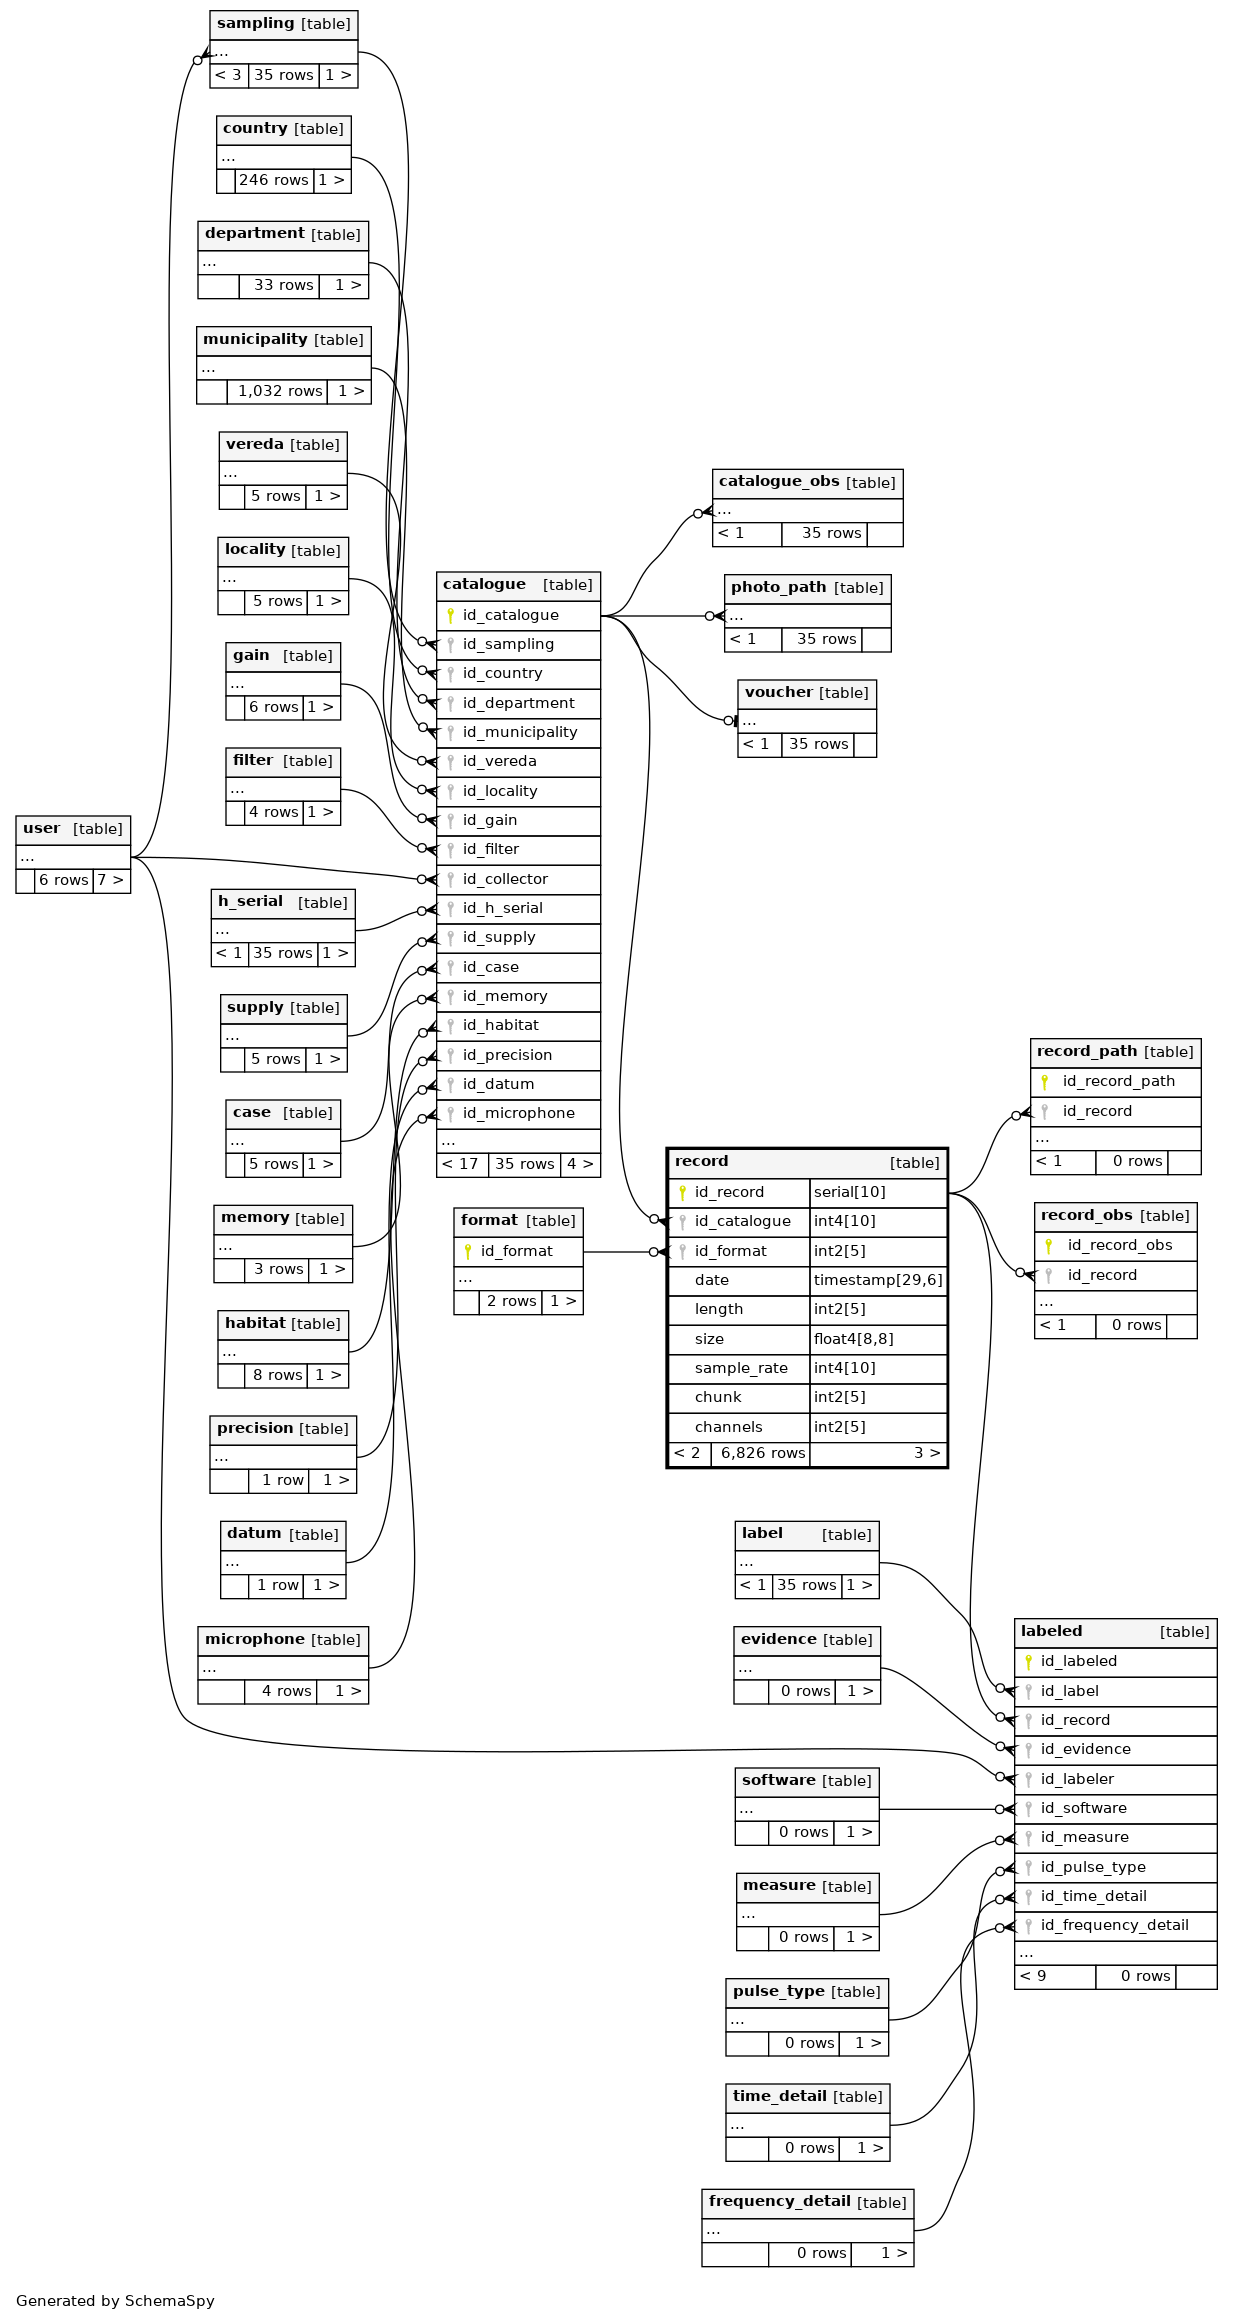 sampling [table]
...
< 3 35 rows 1 >
country [table]
...
246 rows 1 >
department [table]
...
33 rows 1 >
municipality [table]
...
1,032 rows 1 >
vereda [table]
...
5 rows 1 >
locality [table]
...
5 rows 1 >
gain [table]
...
6 rows 1 >
filter [table]
...
4 rows 1 >
user [table]
...
6 rows 7 >
h_serial [table]
...
< 1 35 rows 1 >
supply [table]
...
5 rows 1 >
case [table]
...
5 rows 1 >
memory [table]
...
3 rows 1 >
habitat [table]
...
8 rows 1 >
precision [table]
...
1 row 1 >
datum [table]
...
1 row 1 >
microphone [table]
...
4 rows 1 >
catalogue [table]
id_catalogue
id_sampling
id_country
id_department
id_municipality
id_vereda
id_locality
id_gain
id_filter
id_collector
id_h_serial
id_supply
id_case
id_memory
id_habitat
id_precision
id_datum
id_microphone
...
< 17 35 rows 4 >
format [table]
id_format
...
2 rows 1 >
catalogue_obs [table]
...
< 1 35 rows
photo_path [table]
...
< 1 35 rows
voucher [table]
...
< 1 35 rows
record [table]
id_record serial[10]
id_catalogue int4[10]
id_format int2[5]
date timestamp[29,6]
length int2[5]
size float4[8,8]
sample_rate int4[10]
chunk int2[5]
channels int2[5]
< 2 6,826 rows 3 >
record_path [table]
id_record_path
id_record
...
< 1 0 rows
record_obs [table]
id_record_obs
id_record
...
< 1 0 rows
label [table]
...
< 1 35 rows 1 >
evidence [table]
...
0 rows 1 >
software [table]
...
0 rows 1 >
measure [table]
...
0 rows 1 >
pulse_type [table]
...
0 rows 1 >
time_detail [table]
...
0 rows 1 >
frequency_detail [table]
...
0 rows 1 >
labeled [table]
id_labeled
id_label
id_record
id_evidence
id_labeler
id_software
id_measure
id_pulse_type
id_time_detail
id_frequency_detail
...
< 9 0 rows
Generated by SchemaSpy